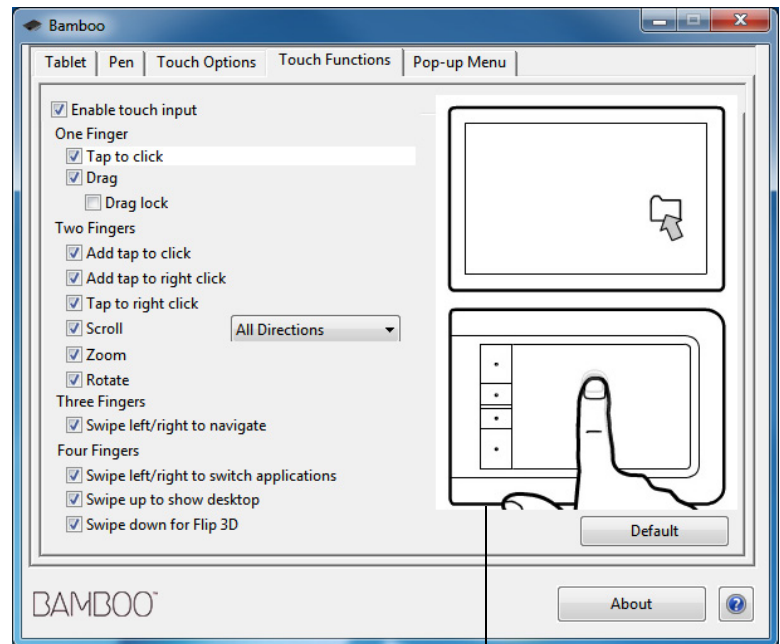 Bamboo
Tablet
Pen
Touch Options
Touch Functions
Pop-up Menu
Enable touch input
One Finger
Tap to click
Drag
Drag lock
Two Fingers
Add tap to click
Add tap to right click
Tap to right click
Scroll All Directions
Zoom
Rotate
Three Fingers
Swipe left/right to navigate
Four Fingers
Swipe left/right to switch applications
Swipe up to show desktop
Swipe down for Flip 3D
Default
BAMBOO™
About
?